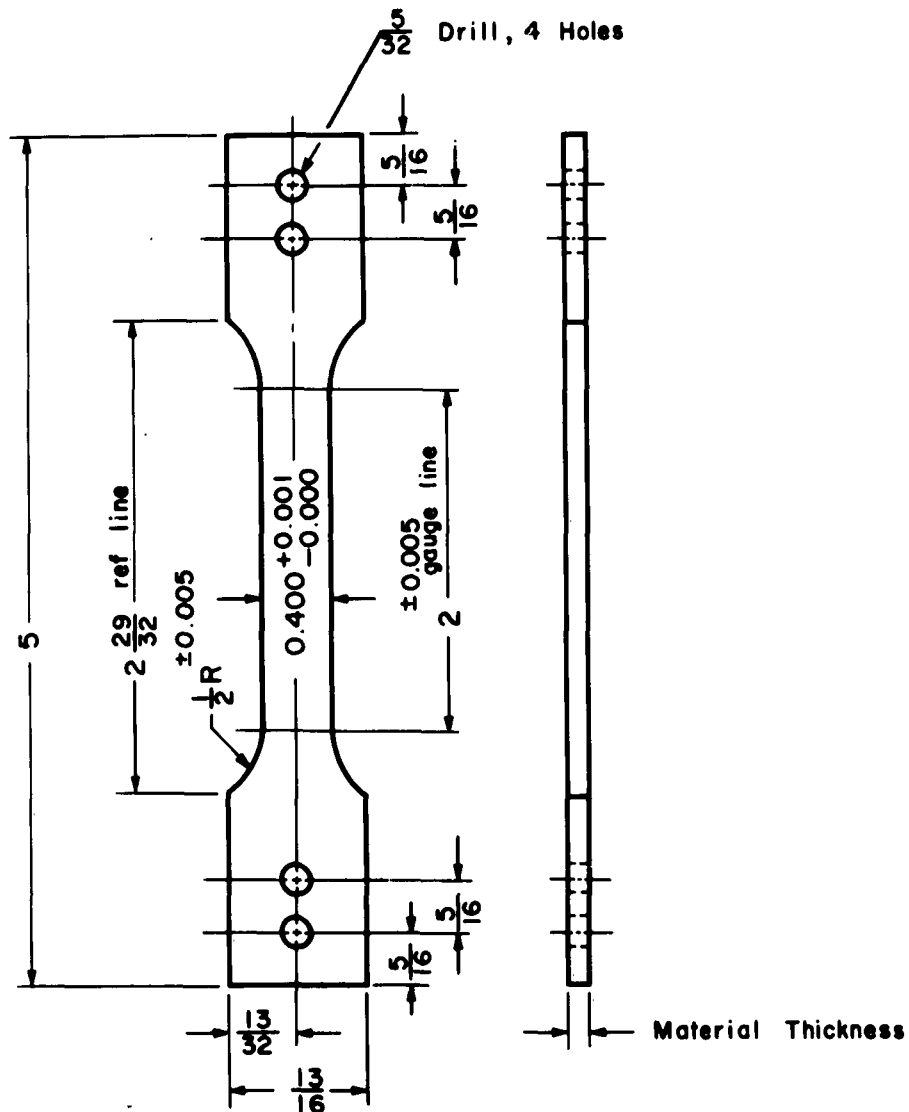 5/32 Drill, 4 Holes
5/16
5/16
5
2 29/32 ref line
±0.005
1/2 R
0.400 +0.001
-0.000
±0.005
gauge line
2
5/16
5/16
13/32
13/16
Material Thickness